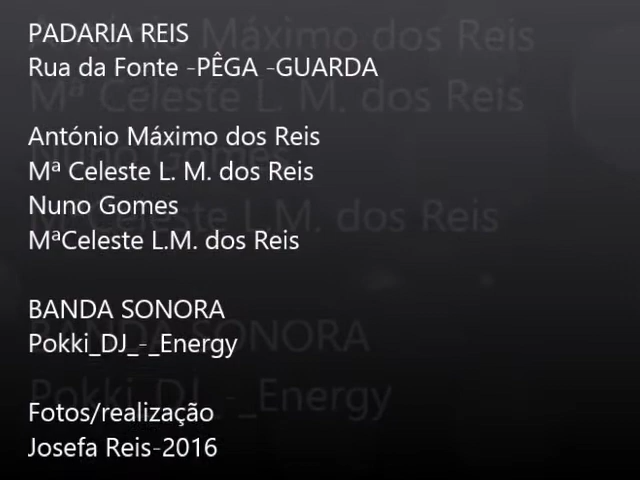 PADARIA REIS
Rua da Fonte -PÊGA -GUARDA
António Máximo dos Reis
Mª Celeste L. M. dos Reis
Nuno Gomes
MªCeleste L.M. dos Reis
BANDA SONORA
Pokki_DJ_-_Energy
Fotos/realização
Josefa Reis-2016